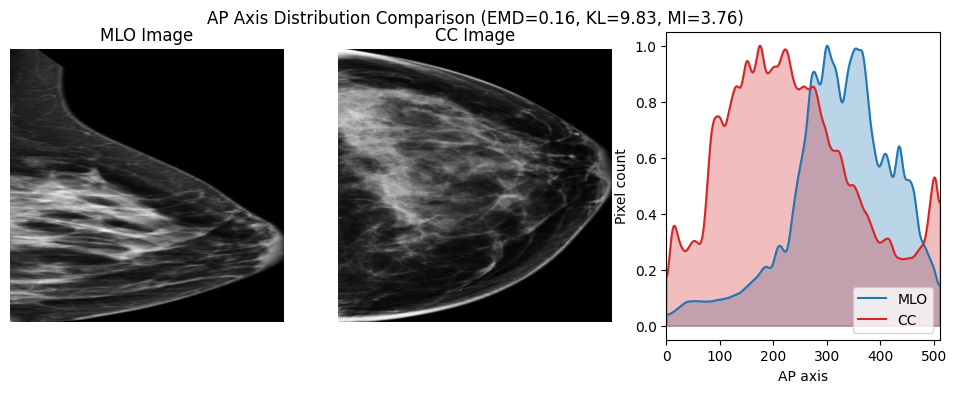 AP Axis Distribution Comparison (EMD=0.16, KL=9.83, MI=3.76)
MLO Image
CC Image
1.0
0.8
0.6
0.4
0.2
0.0
Pixel count
MLO
CC
0 100 200 300 400 500
AP axis